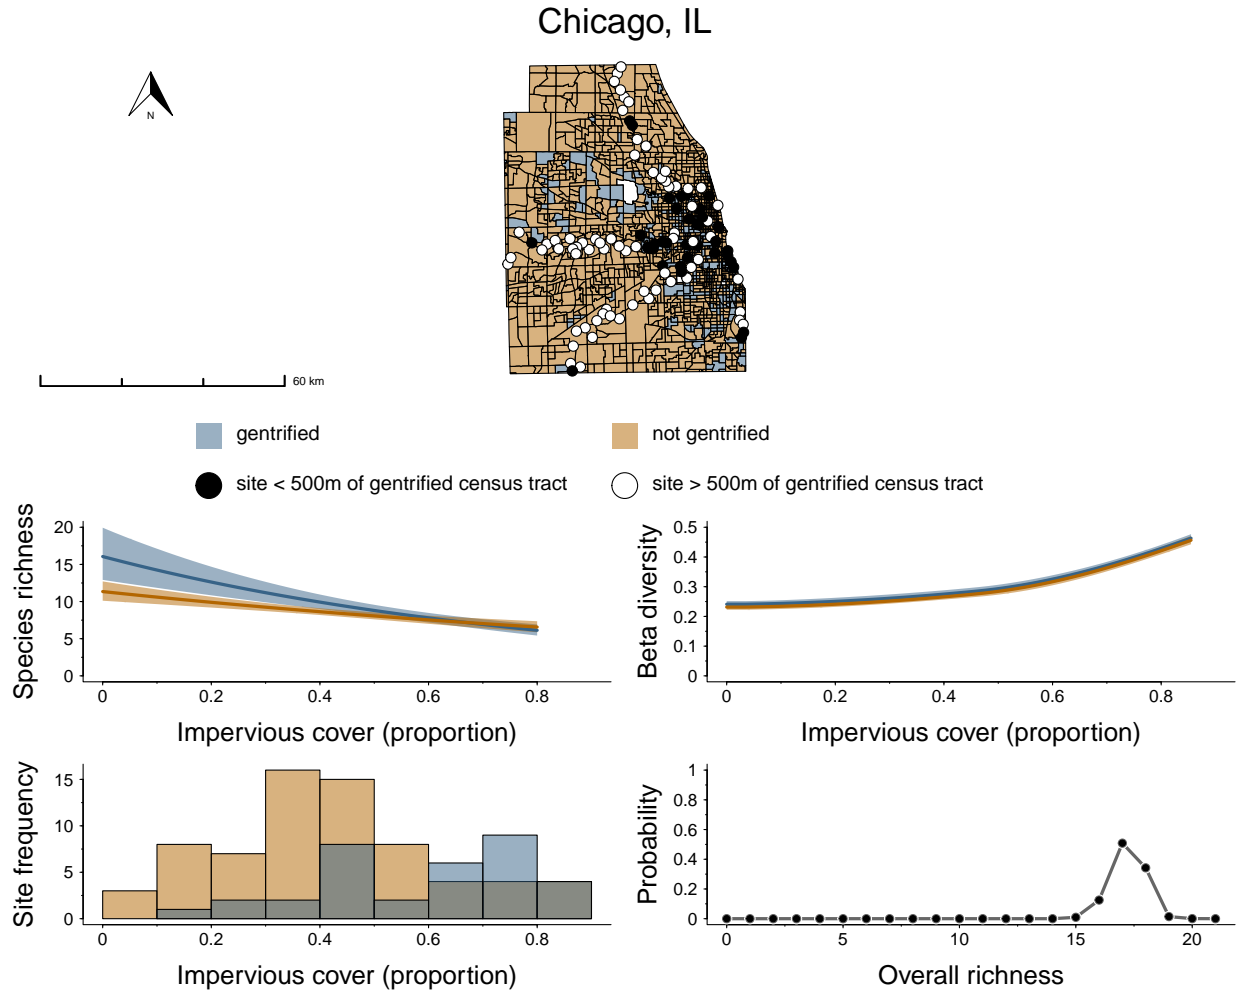 Chicago, IL
N
60 km
gentrified
not gentrified
site < 500m of gentrified census tract
site > 500m of gentrified census tract
Species richness
20
15
10
5
0
0
0.2
0.4
0.6
0.8
Impervious cover (proportion)
Beta diversity
0.5
0.4
0.3
0.2
0.1
0
0
0.2
0.4
0.6
0.8
Impervious cover (proportion)
Site frequency
15
10
5
0
0
0.2
0.4
0.6
0.8
Impervious cover (proportion)
Probability
1
0.8
0.6
0.4
0.2
0
0
5
10
15
20
Overall richness